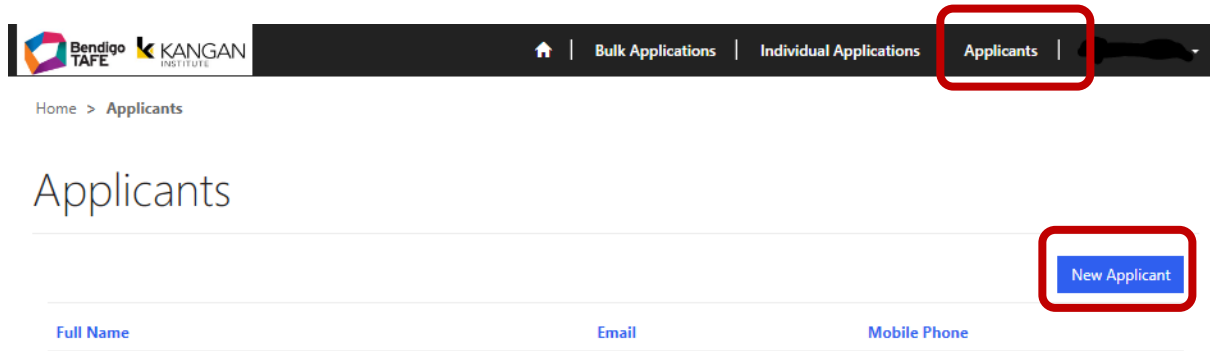 Bendigo TAFE KANGAN INSTITUTE | Bulk Applications | Individual Applications Applicants |
Home > Applicants
Applicants
New Applicant
Full Name Email Mobile Phone